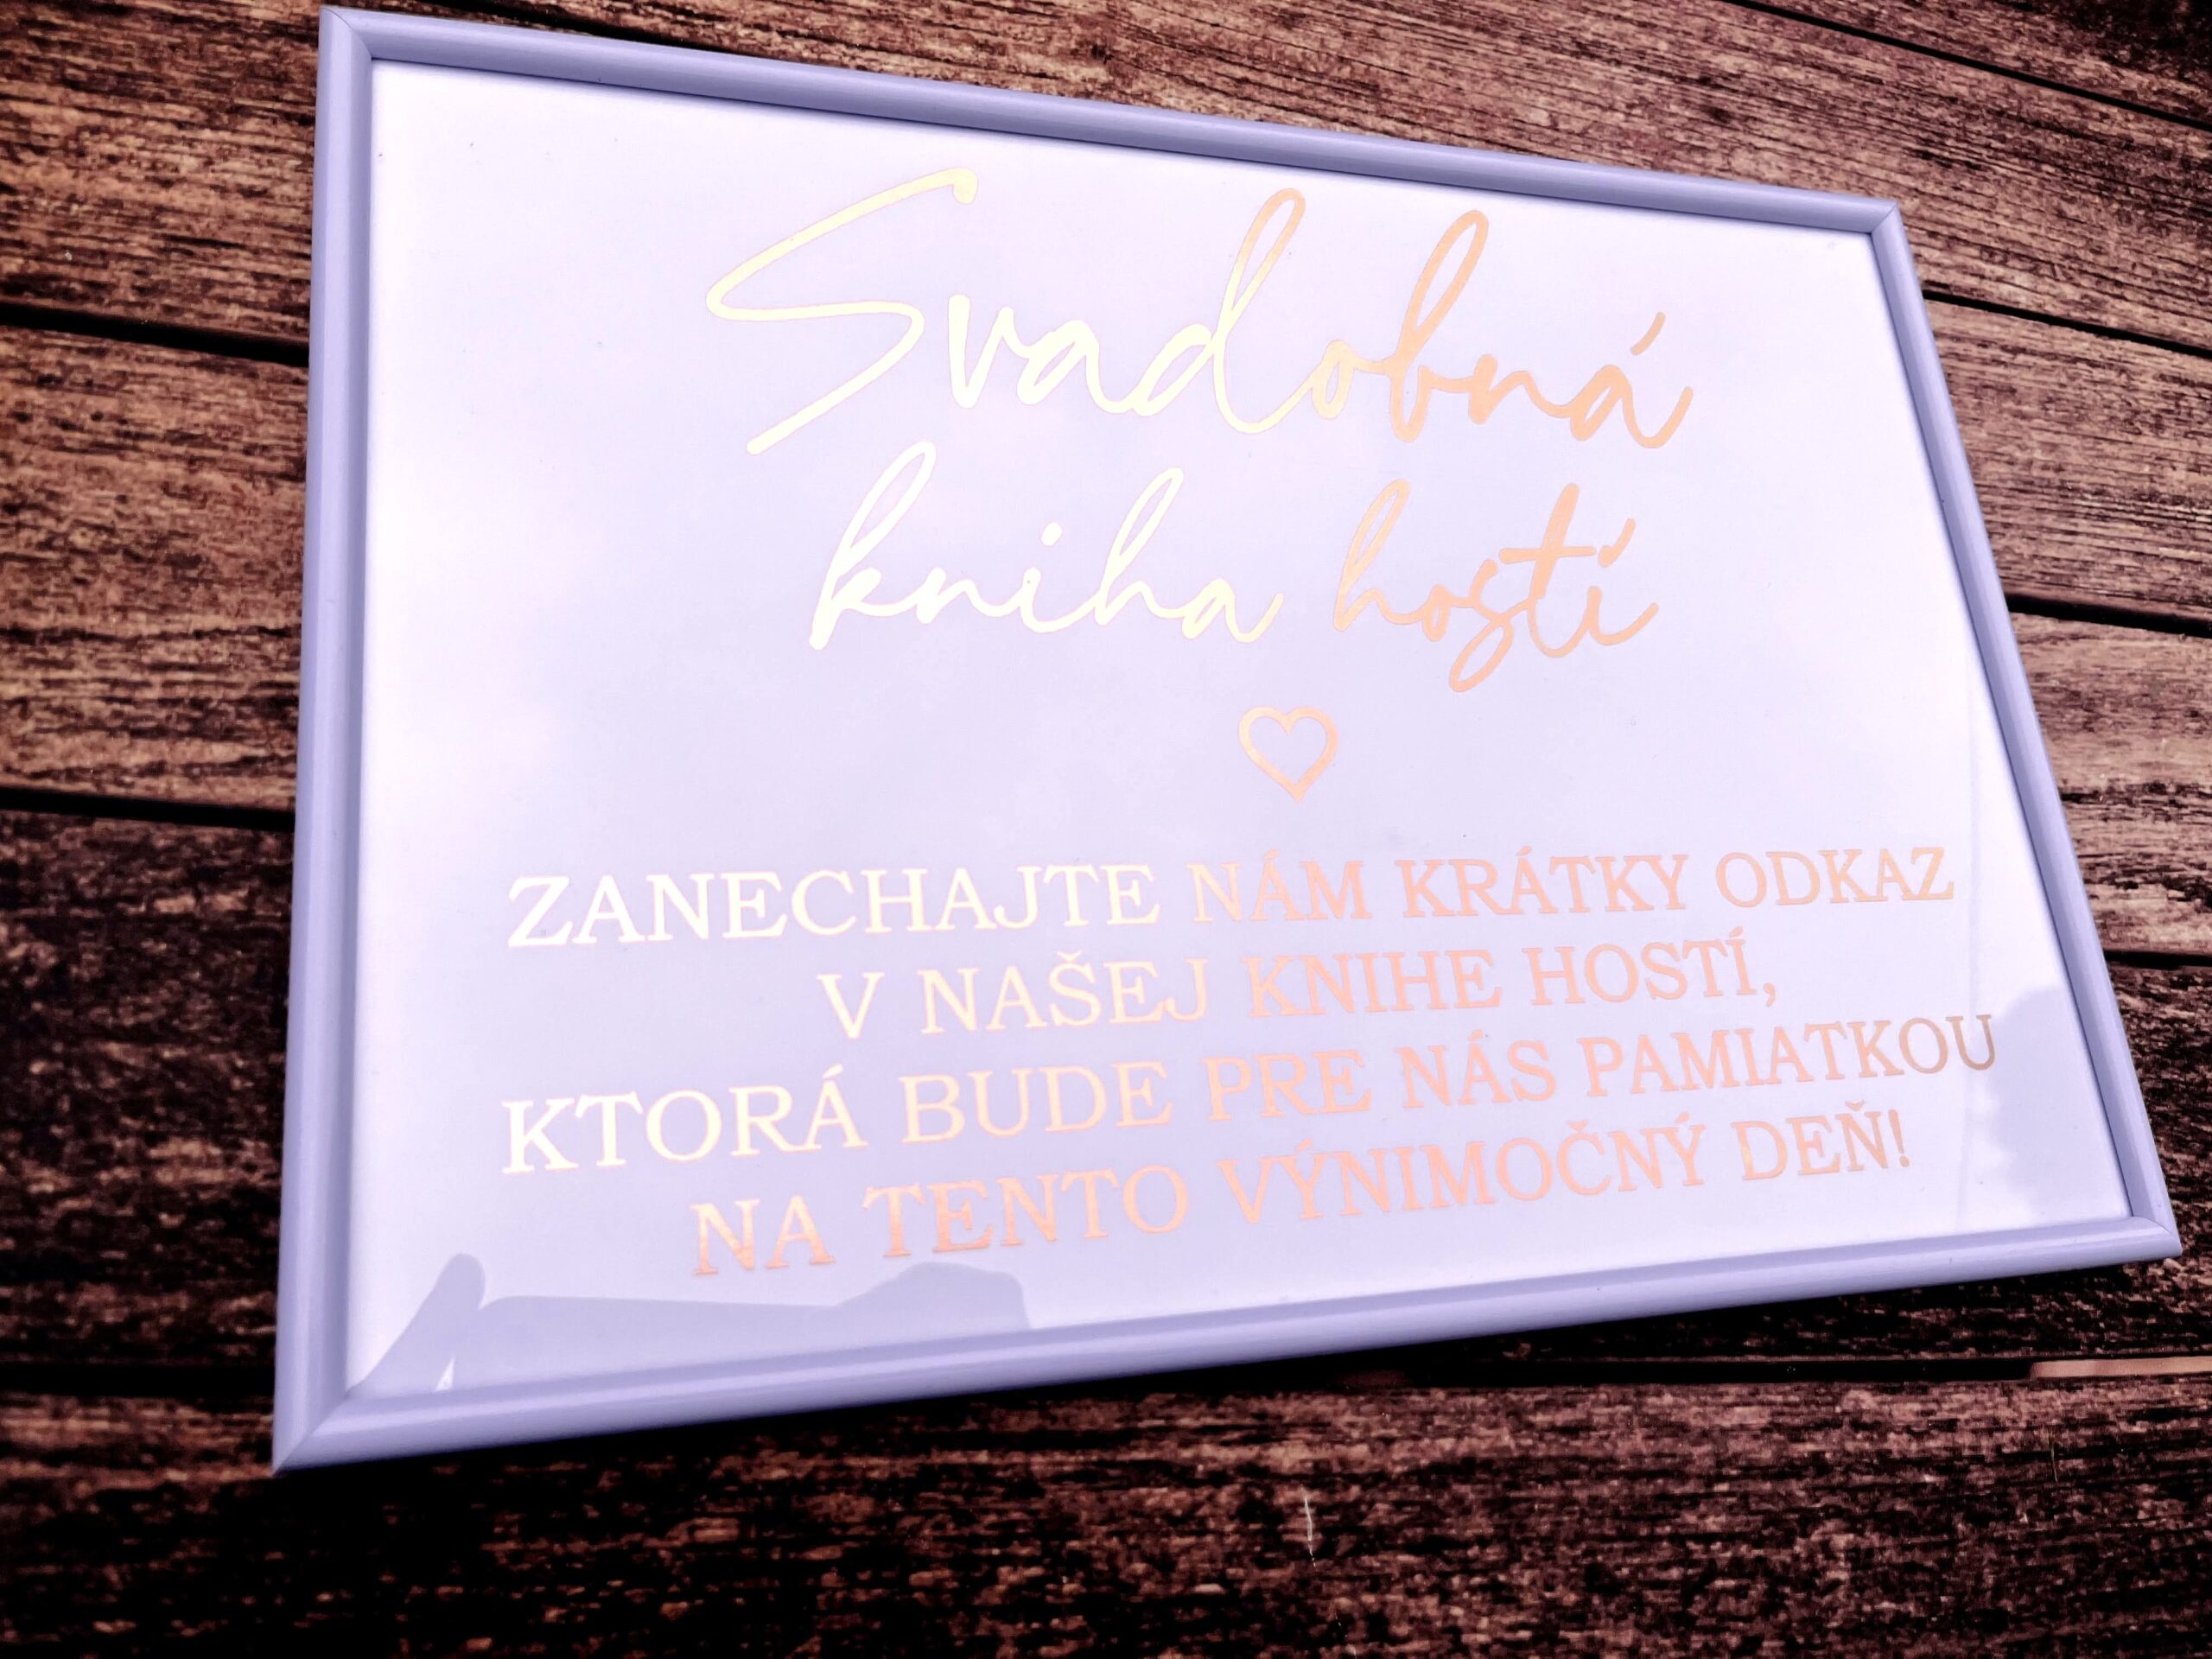 Svadobná
kniha hostí
ZANECHAJTE NÁM KRÁTKY ODKAZ
V NAŠEJ KNIHE HOSTÍ,
KTORÁ BUDE PRE NÁS PAMIATKOU
NA TENTO VÝNIMOČNÝ DEŇ!